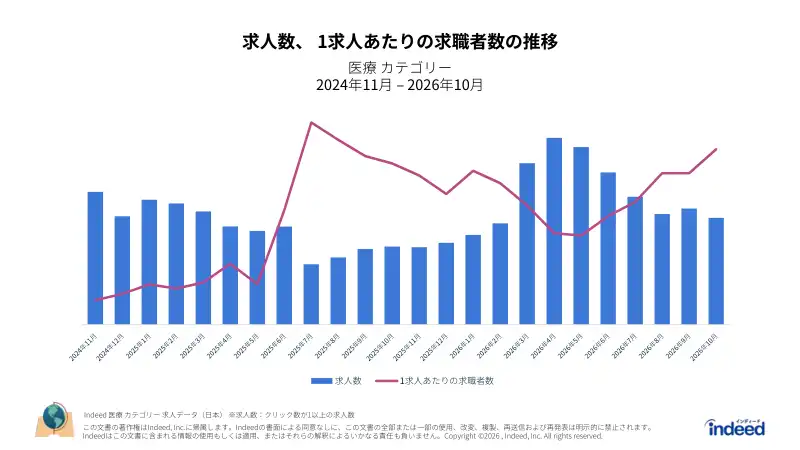 求人数、 1求人あたりの求職者数の推移
医療 カテゴリー
2024年11月 – 2026年10月
2024年11月
2024年12月
2025年1月
2025年2月
2025年3月
2025年4月
2025年5月
2025年6月
2025年7月
2025年8月
2025年9月
2025年10月
2025年11月
2025年12月
2026年1月
2026年2月
2026年3月
2026年4月
2026年5月
2026年6月
2026年7月
2026年8月
2026年9月
2026年10月
求人数
1求人あたりの求職者数
Indeed 医療 カテゴリー 求人データ（日本） ※求人数：クリック数が1以上の求人数
この文書の著作権はIndeed, Inc.に帰属します。Indeedの書面による同意なしに、この文書の全部または一部の使用、改変、複製、再送信および再発表は明示的に禁止されます。
Indeedはこの文書に含まれる情報の使用もしくは適用、またはそれらの解釈によるいかなる責任も負いません。Copyright ©2026 , Indeed, Inc. All rights reserved.
インディード
indeed